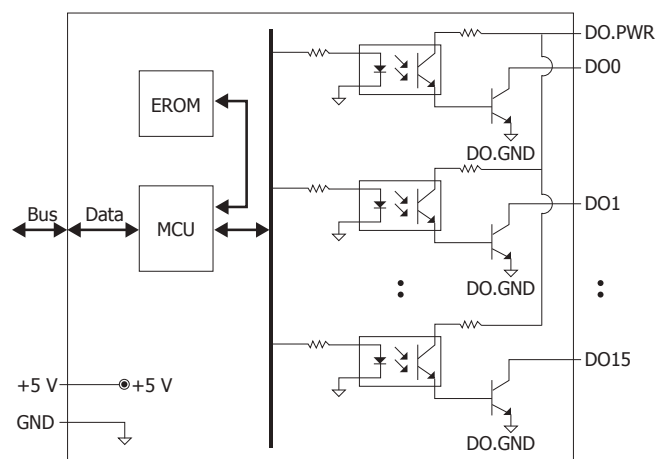 DO.PWR
DO0
EROM
DO.GND
Bus
Data
MCU
DO1
DO.GND
+5 V
+5 V
DO15
GND
DO.GND